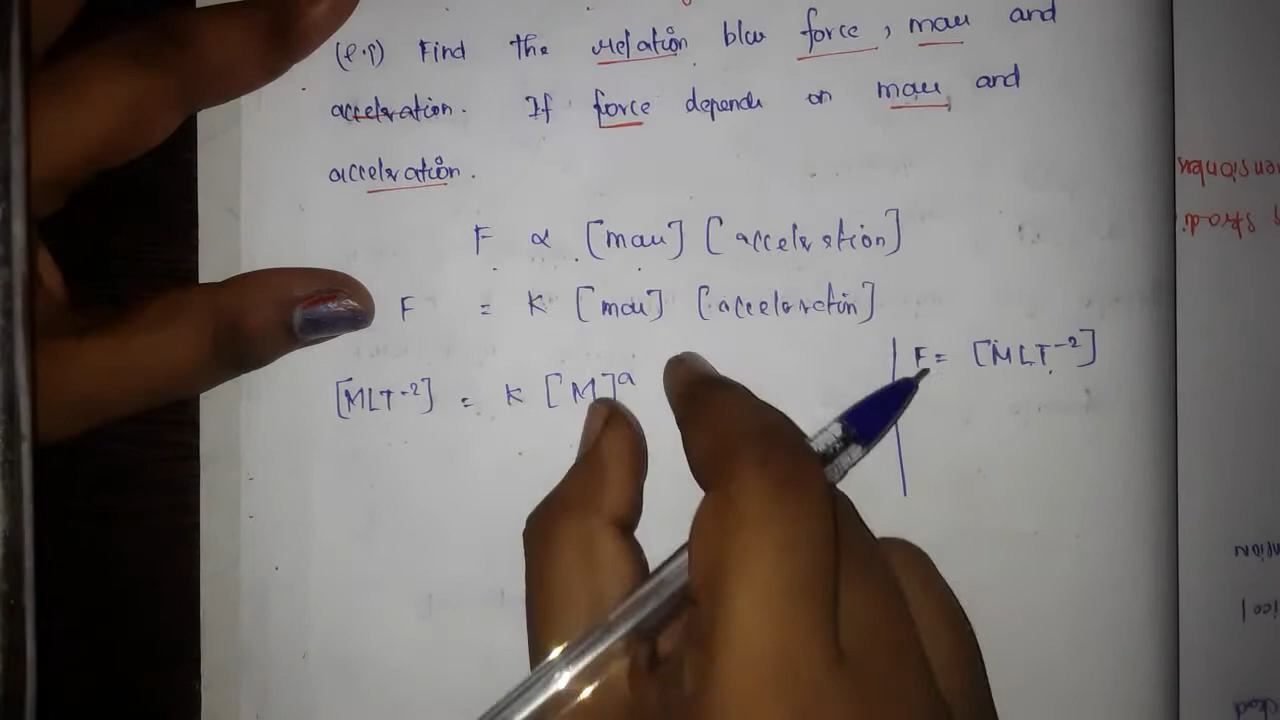 (e.g) Find the relation b/w force, mass and
acceleration. If force depends on mass and
acceleration.
F ∝ [mass] [acceleration]
F = K [mass] [acceleration]
F = [MLT⁻²]
[MLT⁻²] = K [M]ᵃ